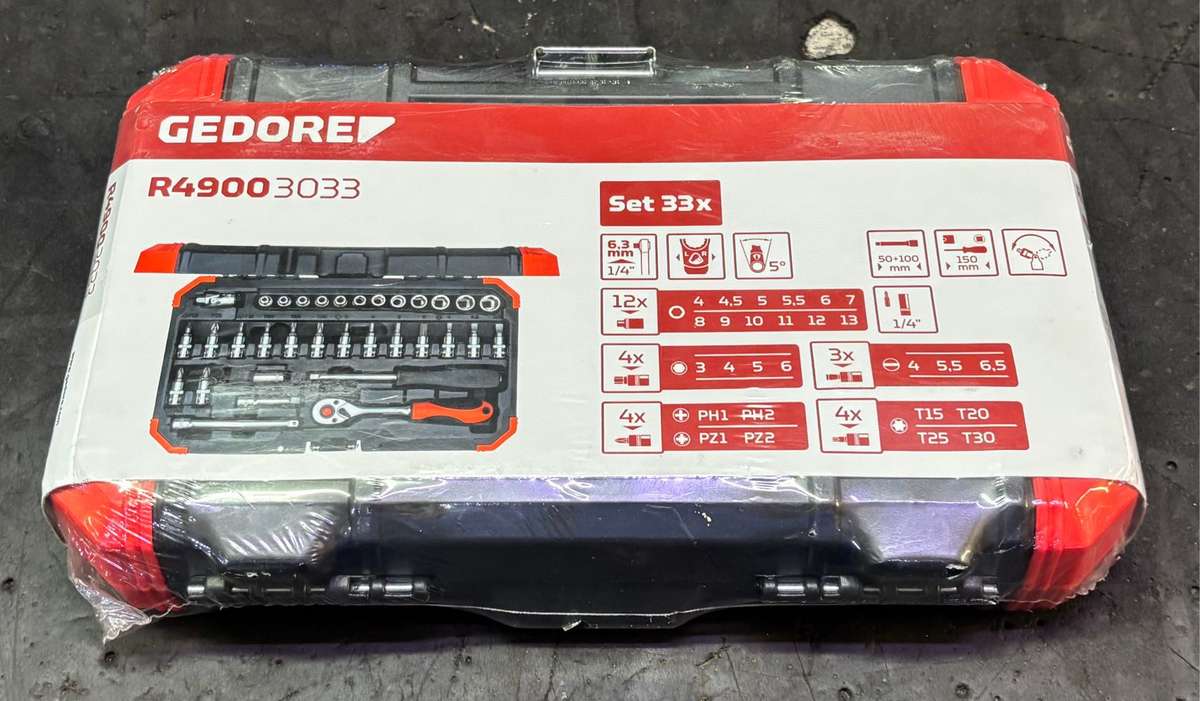 GEDORE
R49003033
R49003033
Set 33x
6,3
mm
1/4"
L R
5°
50+100
mm
150
mm
12x
4 4,5 5 5,5 6 7
8 9 10 11 12 13
1/4"
4x
3 4 5 6
3x
4 5,5 6,5
4x
PH1 PH2
PZ1 PZ2
4x
T15 T20
T25 T30